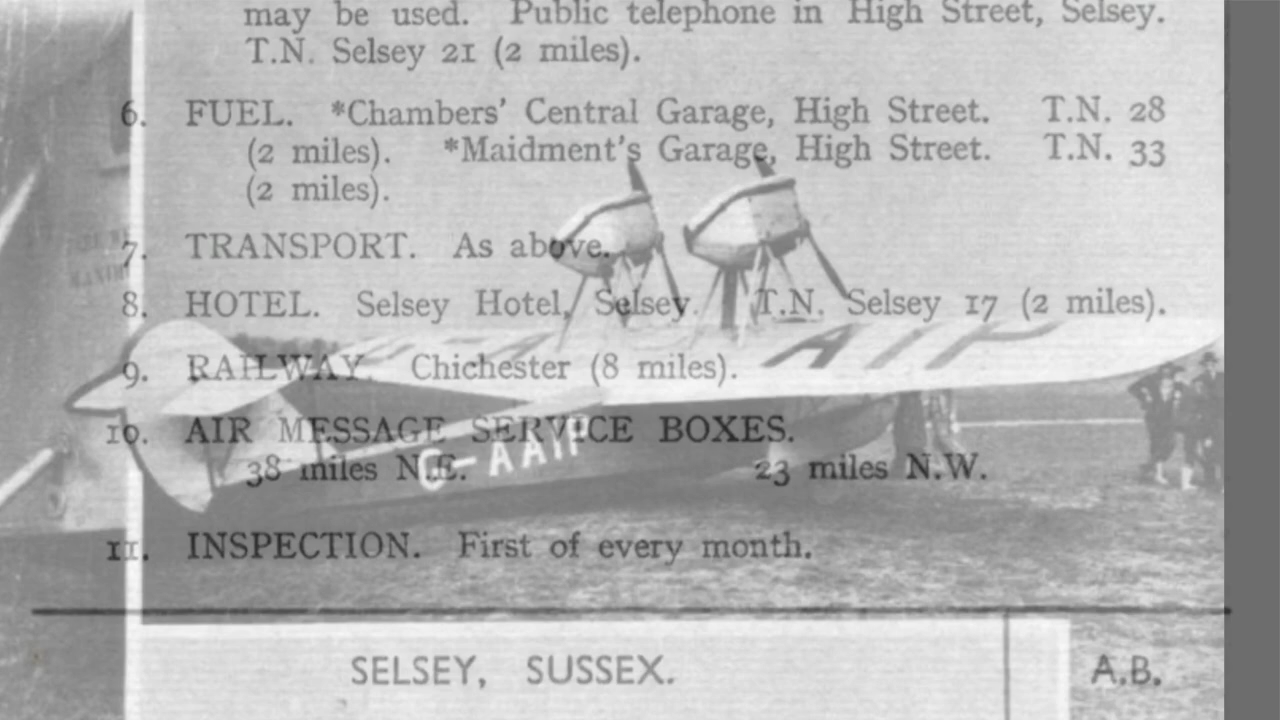 may be used. Public telephone in High Street, Selsey.
T.N. Selsey 21 (2 miles).
6. FUEL. *Chambers' Central Garage, High Street. T.N. 28
(2 miles). *Maidment's Garage, High Street. T.N. 33
(2 miles).
7. TRANSPORT. As above.
8. HOTEL. Selsey Hotel, Selsey. T.N. Selsey 17 (2 miles).
9. RAILWAY. Chichester (8 miles).
10. AIR MESSAGE SERVICE BOXES.
38 miles N.E. 23 miles N.W.
11. INSPECTION. First of every month.
SELSEY, SUSSEX. A.B.
G-AAYP